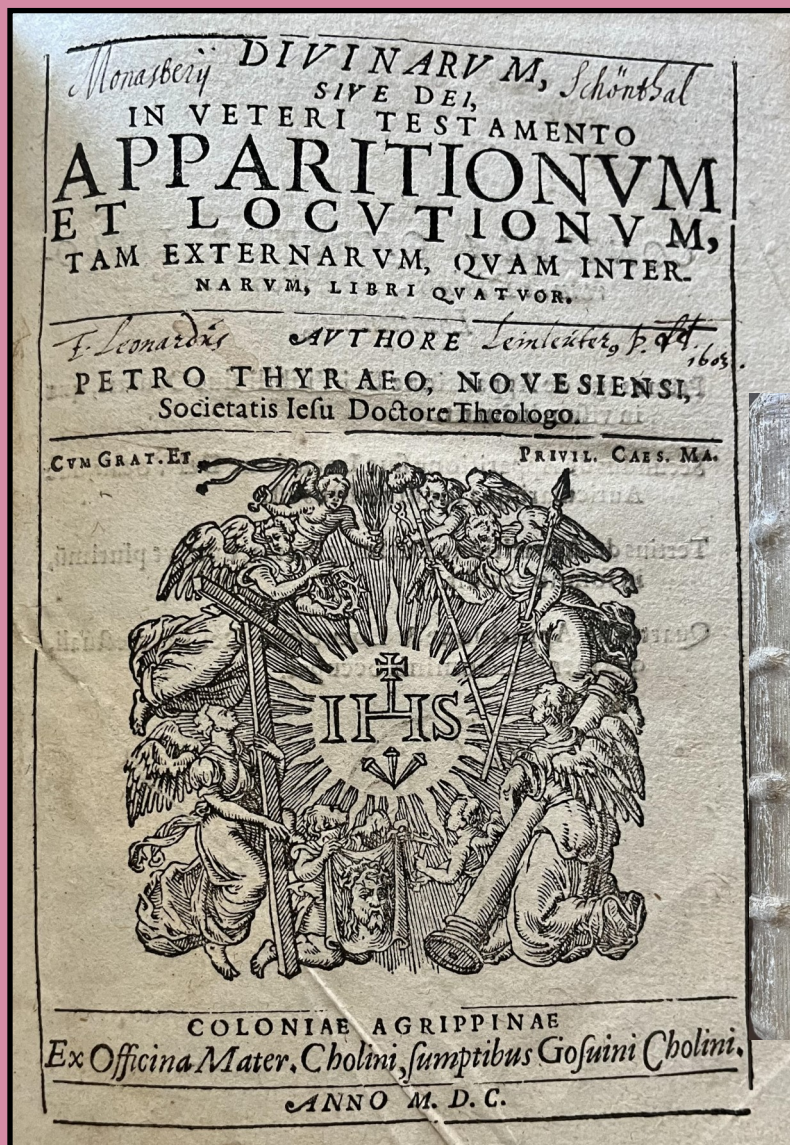 DIVINARVM,
Monasterij Schönthal
SIVE DEI,
IN VETERI TESTAMENTO
APPARITIONVM
ET LOCVTIONVM,
TAM EXTERNARVM, QVAM INTER-
NARVM, LIBRI QVATVOR.
F. Leonardus AVTHORE p. 1603.
PETRO THYRAEO, NOVESIENSI,
Societatis Iesu Doctore Theologo.
CVM GRAT. ET PRIVIL. CAES. MA.
IHS
COLONIAE AGRIPPINAE
Ex Officina Mater. Cholini, sumptibus Gosuini Cholini.
ANNO M. D. C.